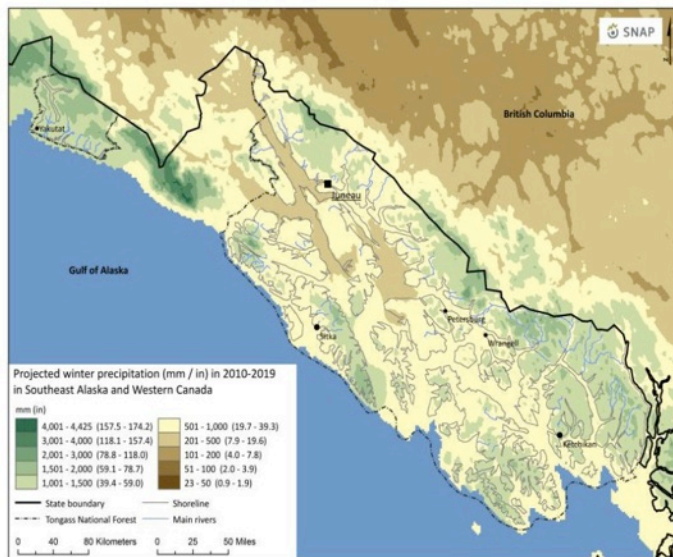 SNAP
British Columbia
Yakutat
Juneau
Gulf of Alaska
Petersburg
Sitka
Wrangell
Ketchikan
Projected winter precipitation (mm / in) in 2010-2019
in Southeast Alaska and Western Canada
mm (in)
4,001 - 4,425 (157.5 - 174.2)
3,001 - 4,000 (118.1 - 157.4)
2,001 - 3,000 (78.8 - 118.0)
1,501 - 2,000 (59.1 - 78.7)
1,001 - 1,500 (39.4 - 59.0)
501 - 1,000 (19.7 - 39.3)
201 - 500 (7.9 - 19.6)
101 - 200 (4.0 - 7.8)
51 - 100 (2.0 - 3.9)
23 - 50 (0.9 - 1.9)
State boundary
Shoreline
Tongass National Forest
Main rivers
0 40 80 Kilometers
0 25 50 Miles